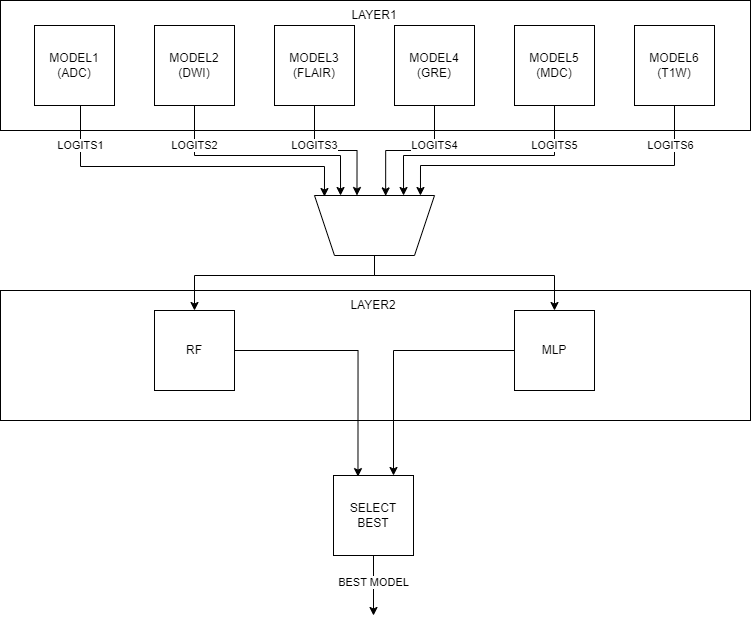 LAYER1
MODEL1
(ADC)
MODEL2
(DWI)
MODEL3
(FLAIR)
MODEL4
(GRE)
MODEL5
(MDC)
MODEL6
(T1W)
LOGITS1
LOGITS2
LOGITS3
LOGITS4
LOGITS5
LOGITS6
LAYER2
RF
MLP
SELECT
BEST
BEST MODEL